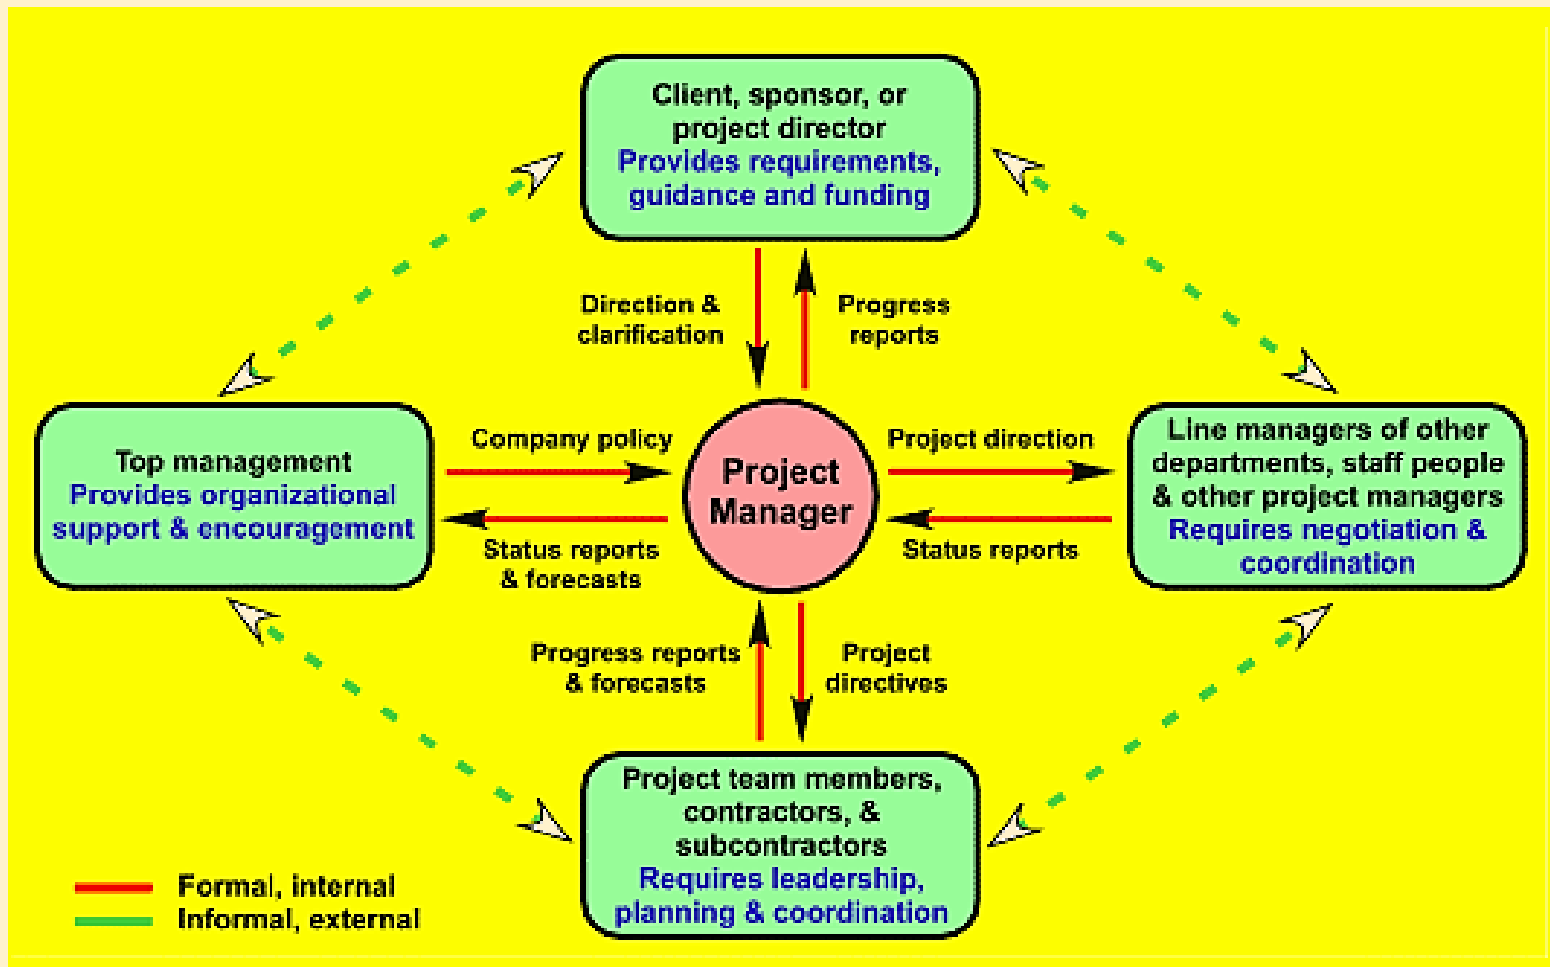 Client, sponsor, or
project director
Provides requirements,
guidance and funding
Direction &
clarification
Progress
reports
Top management
Provides organizational
support & encouragement
Company policy
Status reports
& forecasts
Project
Manager
Project direction
Status reports
Line managers of other
departments, staff people
& other project managers
Requires negotiation &
coordination
Progress reports
& forecasts
Project
directives
Project team members,
contractors, &
subcontractors
Requires leadership,
planning & coordination
Formal, internal
Informal, external